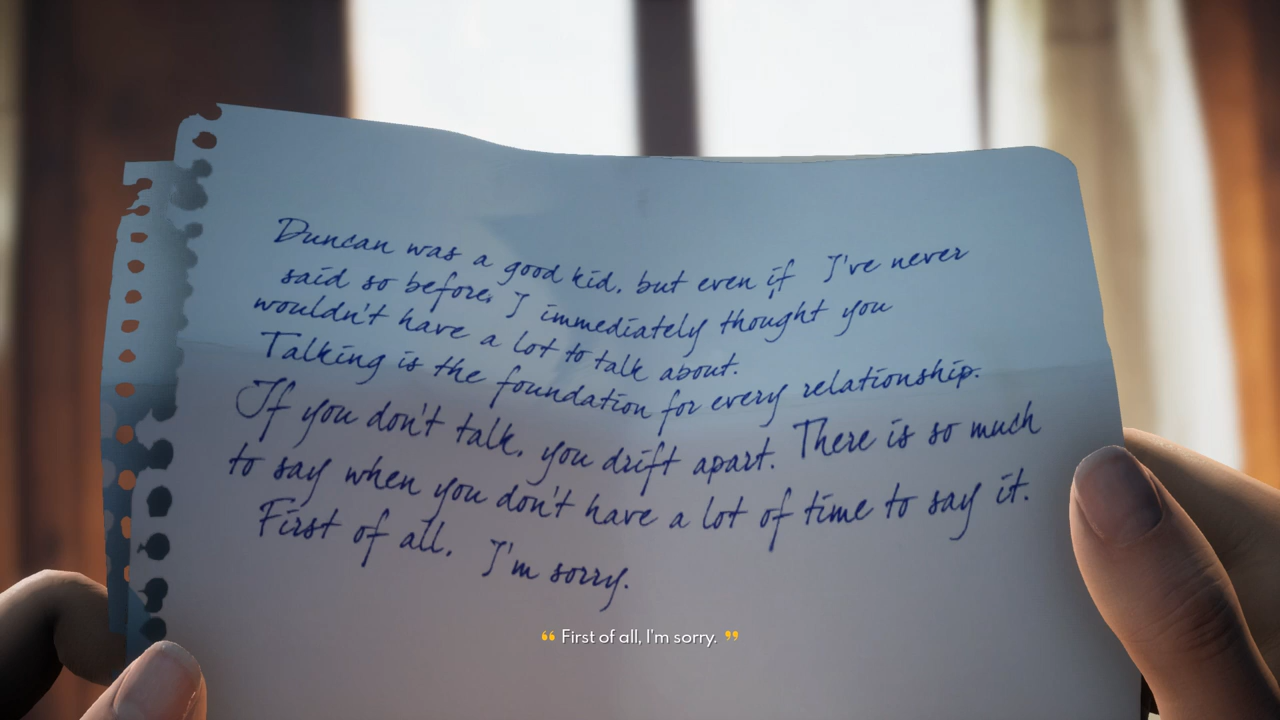 Duncan was a good kid, but even if I've never
said so before, I immediately thought you
wouldn't have a lot to talk about.
Talking is the foundation for every relationship.
If you don't talk, you drift apart. There is so much
to say when you don't have a lot of time to say it.
First of all, I'm sorry.
“ First of all, I'm sorry. ”